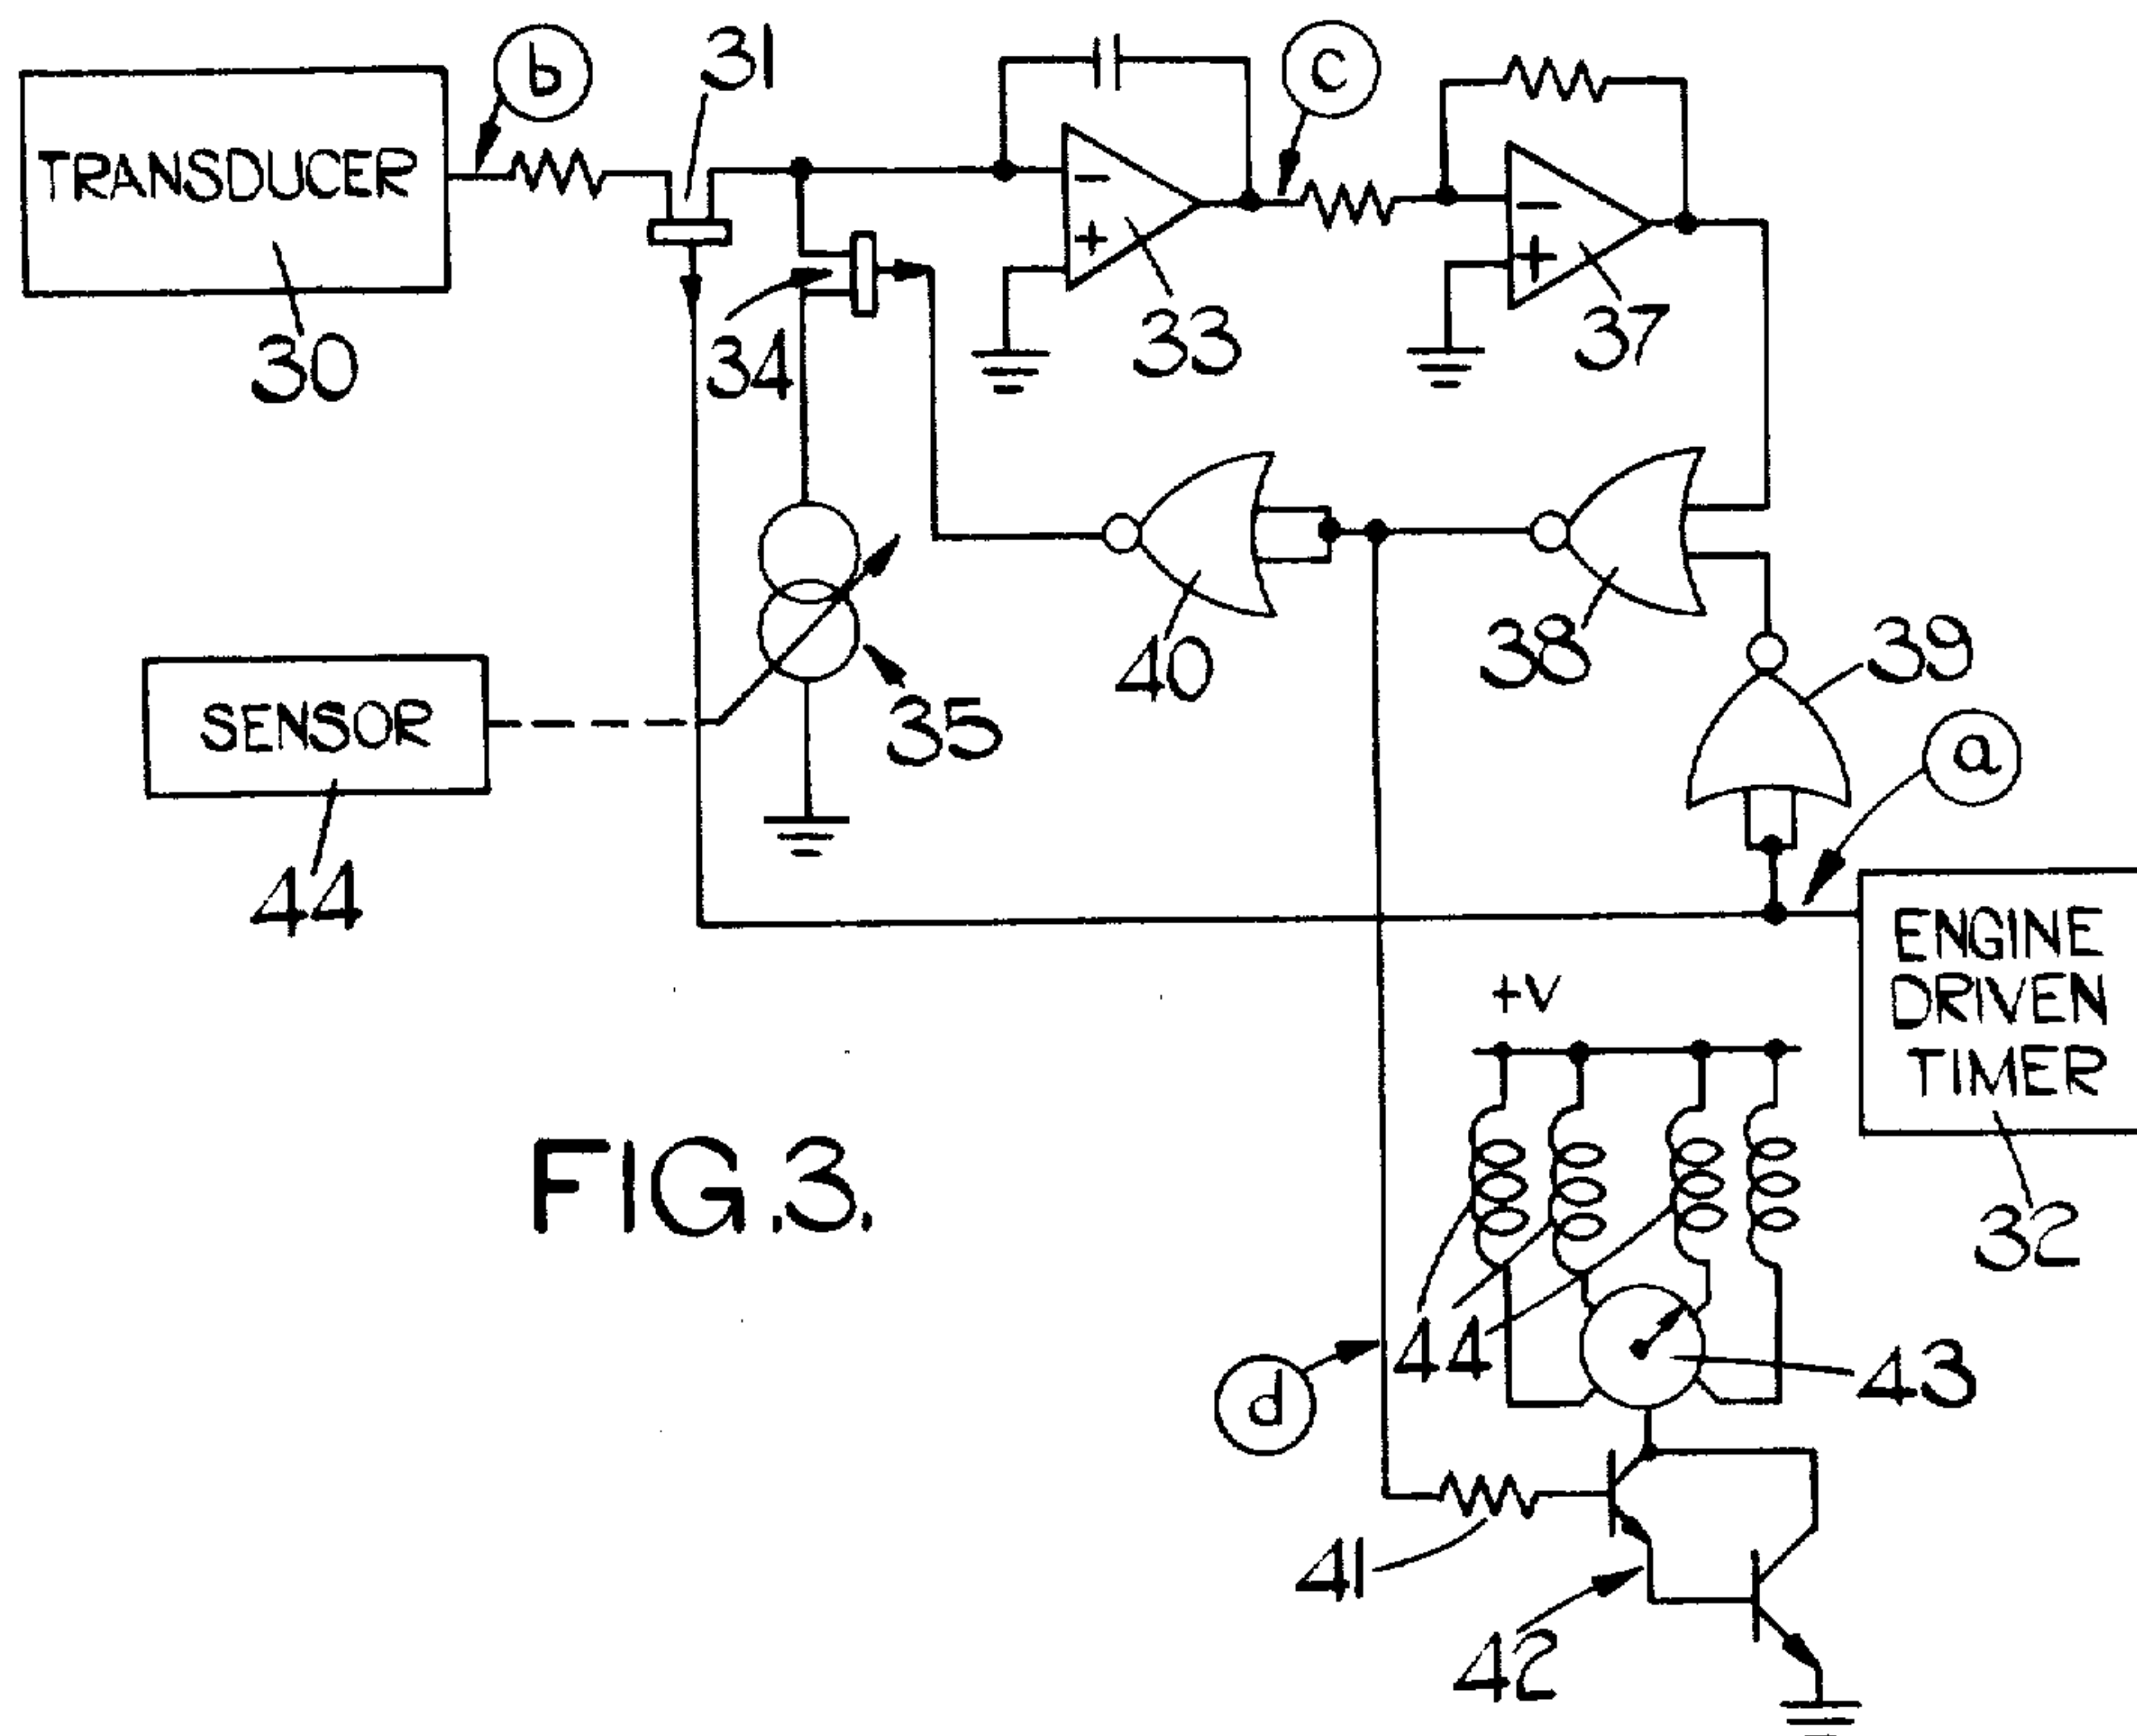 b
31
c
TRANSDUCER
−
+
−
+
30
34
33
37
SENSOR
35
40
38
39
a
44
ENGINE
DRIVEN
TIMER
+V
FIG.3.
32
44
d
43
41
42